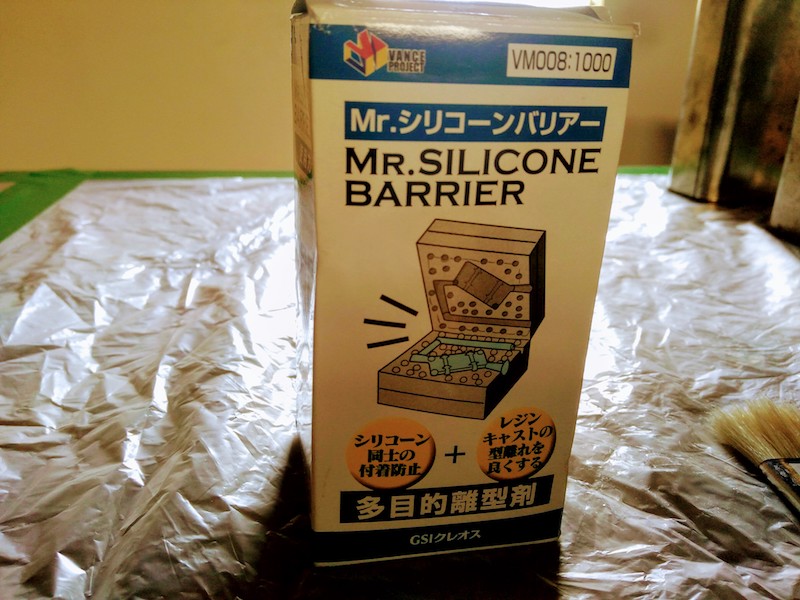 VANCE
PROJECT
VM008:1000
Mr.シリコーンバリアー
MR.SILICONE
BARRIER
シリコーン
同士の
付着防止
+
レジン
キャストの
型離れを
良くする
多目的離型剤
GSIクレオス